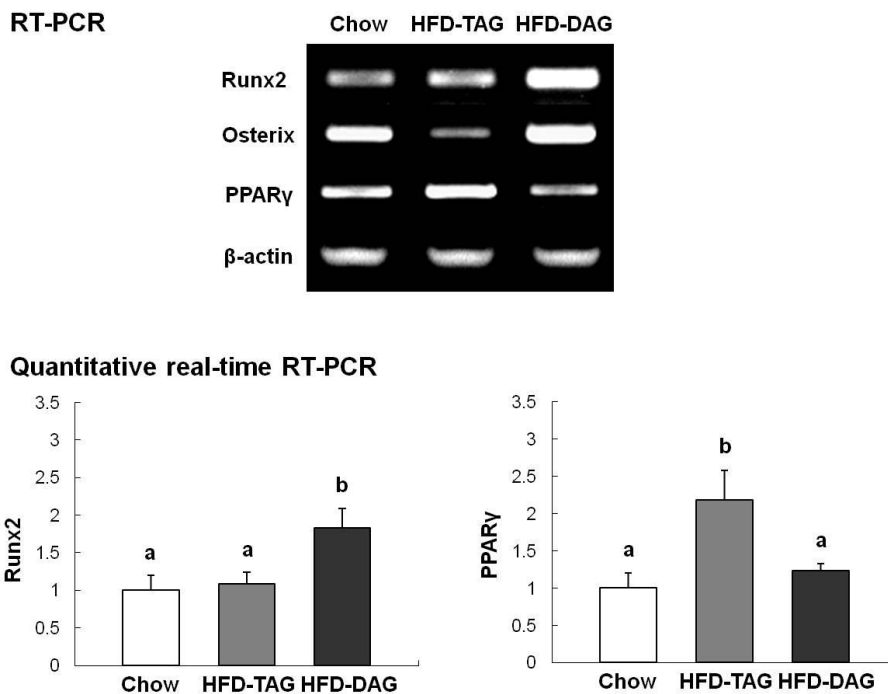 RT-PCR
Chow HFD-TAG HFD-DAG
Runx2
Osterix
PPARγ
β-actin
Quantitative real-time RT-PCR
Runx2
3.5
3
2.5
2
1.5
1
0.5
0
a a b
Chow HFD-TAG HFD-DAG
PPARγ
3.5
3
2.5
2
1.5
1
0.5
0
a b a
Chow HFD-TAG HFD-DAG